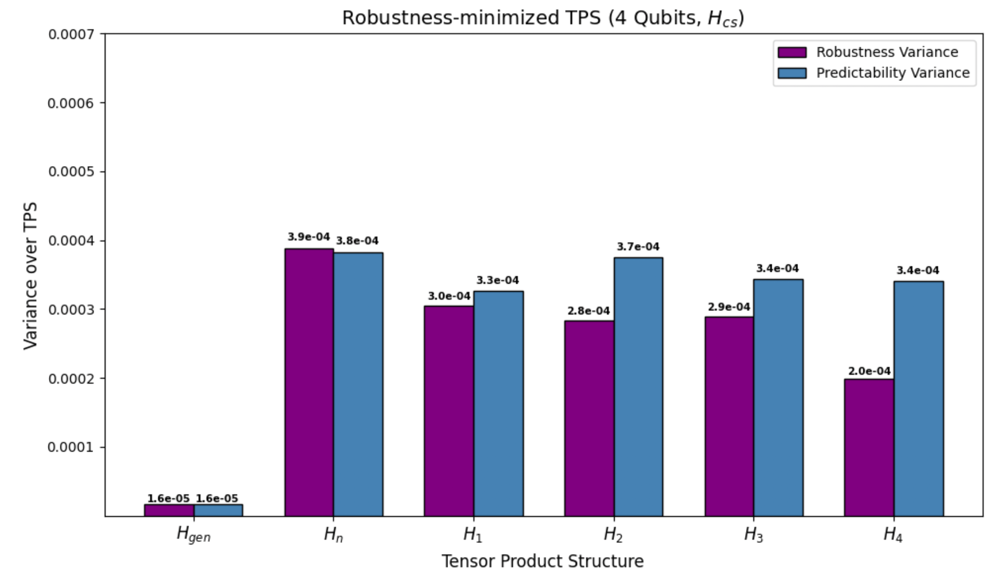 Robustness-minimized TPS (4 Qubits, H_cs)
0.0007
0.0006
0.0005
0.0004
0.0003
0.0002
0.0001
Variance over TPS
Robustness Variance
Predictability Variance
1.6e-05 1.6e-05
3.9e-04 3.8e-04
3.0e-04 3.3e-04
2.8e-04 3.7e-04
2.9e-04 3.4e-04
2.0e-04 3.4e-04
H_gen H_n H_1 H_2 H_3 H_4
Tensor Product Structure